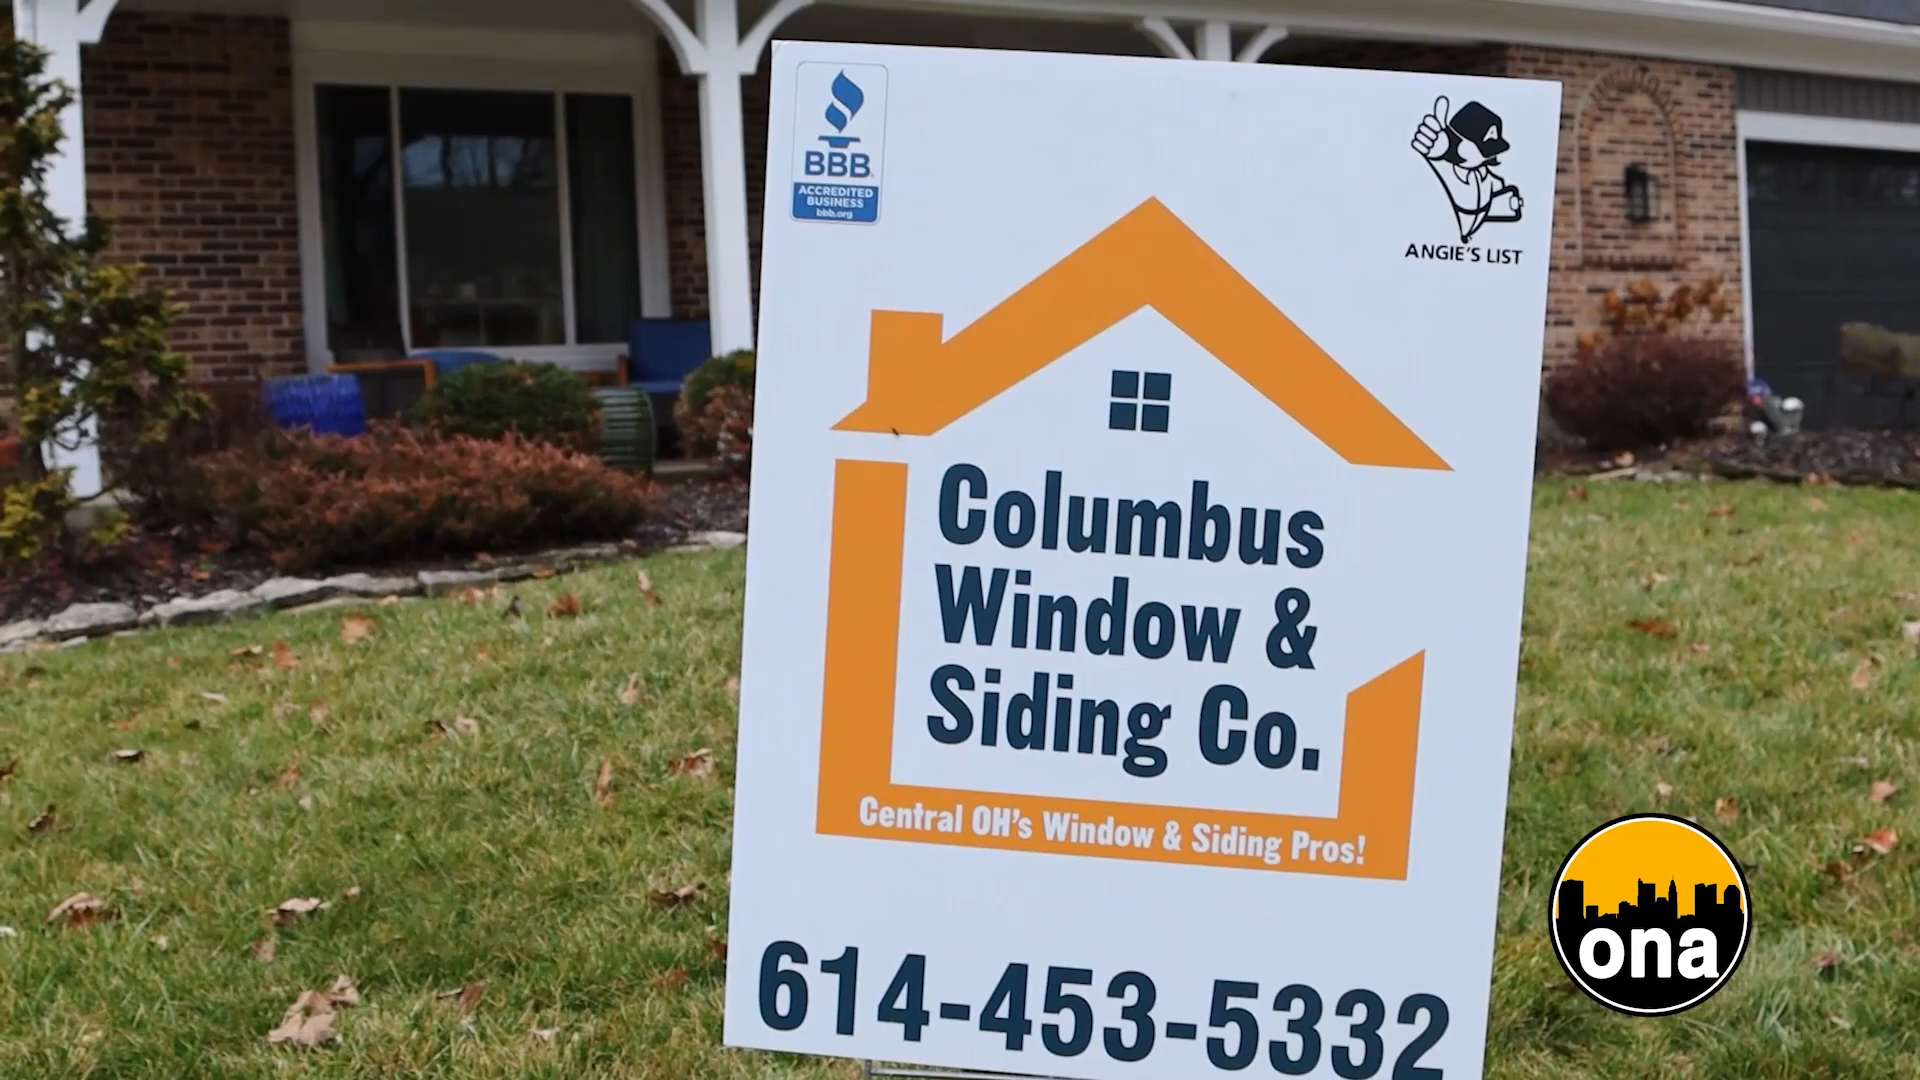 BBB
ACCREDITED
BUSINESS
bbb.org
A
ANGIE'S LIST
Columbus
Window &
Siding Co.
Central OH's Window & Siding Pros!
614-453-5332
ona